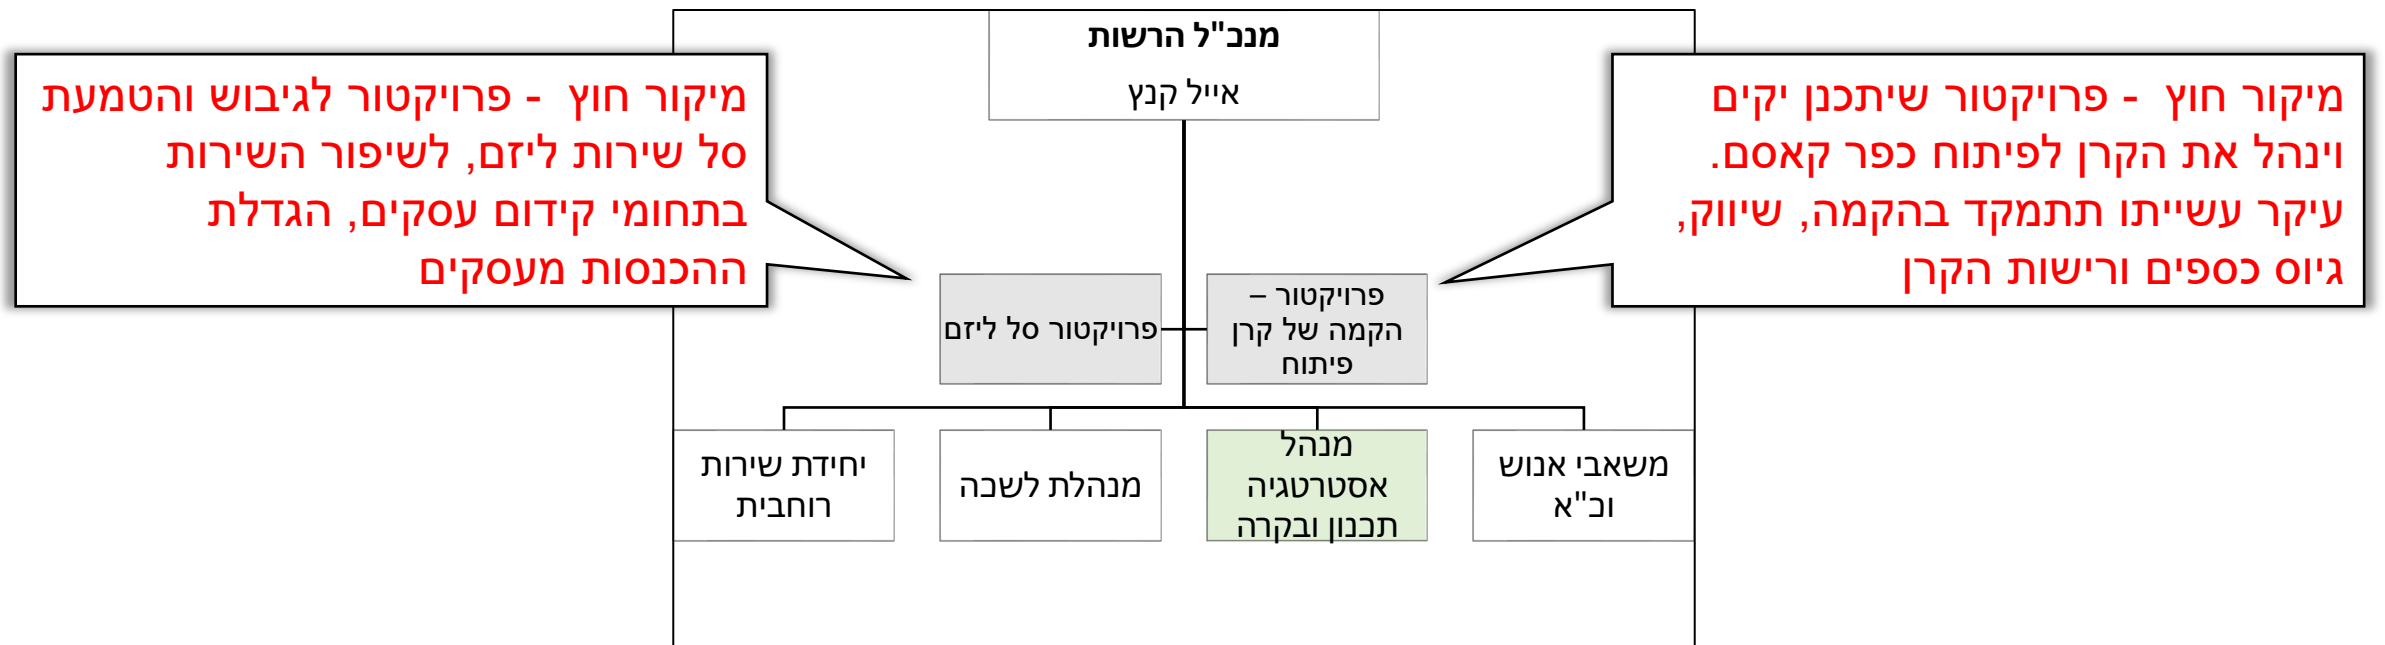 מנכ"ל הרשות
אייל קנץ
מיקור חוץ - פרויקטור שיתכנן יקים
וינהל את הקרן לפיתוח כפר קאסם.
עיקר עשייתו תתמקד בהקמה, שיווק,
גיוס כספים ורישות הקרן
מיקור חוץ - פרויקטור לגיבוש והטמעת
סל שירות ליזם, לשיפור השירות
בתחומי קידום עסקים, הגדלת
ההכנסות מעסקים
פרויקטור –
הקמה של קרן
פיתוח
פרויקטור סל ליזם
משאבי אנוש
וכ"א
מנהל
אסטרטגיה
תכנון ובקרה
מנהלת לשכה
יחידת שירות
רוחבית